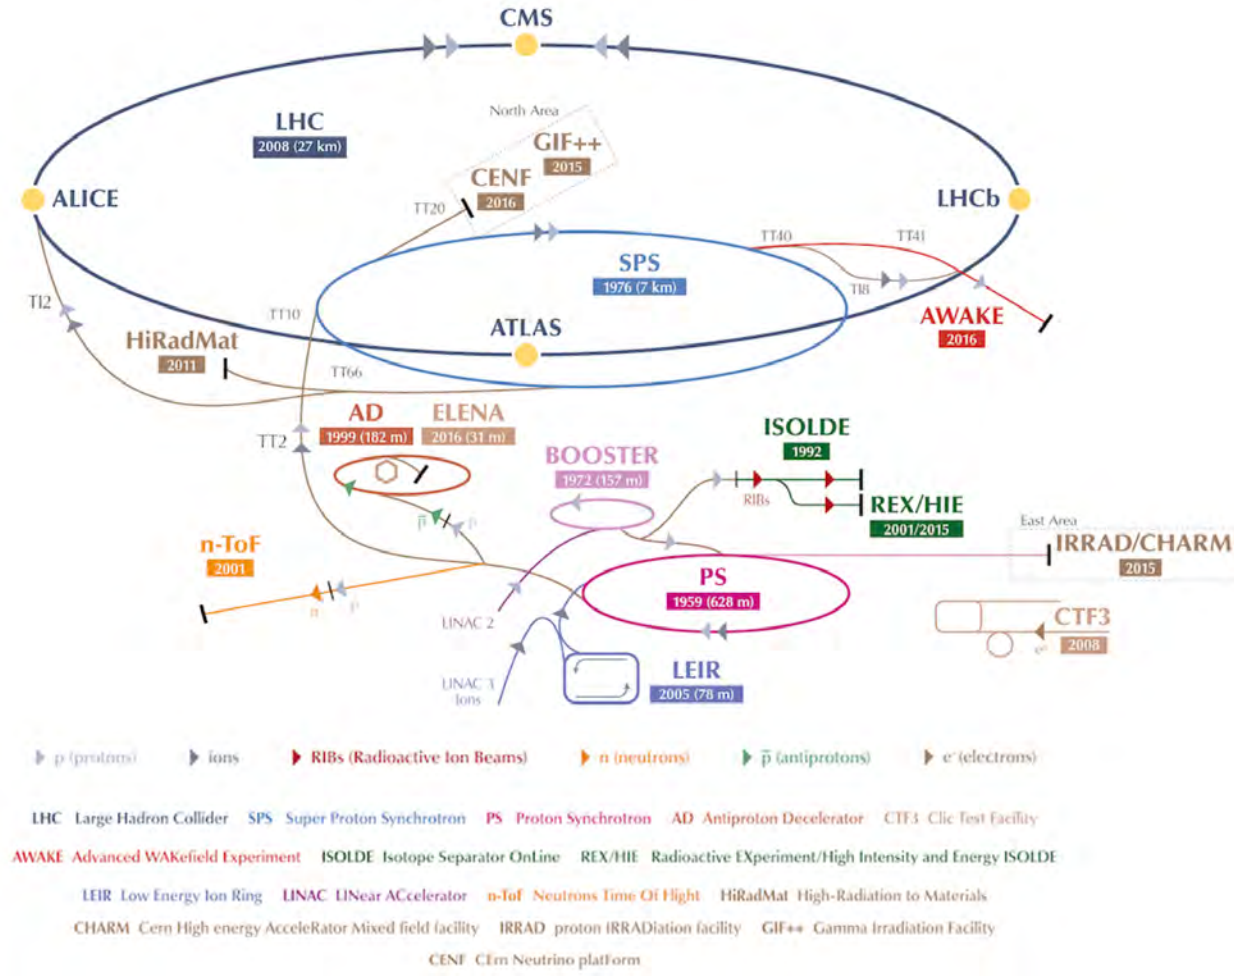 CMS
North Area
LHC
2008 (27 km)
GIF++
2015
CENF
2016
ALICE
LHCb
TT20
TT40
TT41
SPS
1976 (7 km)
TI2
TI8
TT10
ATLAS
AWAKE
2016
HiRadMat
2011
TT66
AD
1999 (182 m)
ELENA
2016 (31 m)
TT2
ISOLDE
1992
BOOSTER
1972 (157 m)
RIBs
REX/HIE
2001/2015
p̅
p
East Area
IRRAD/CHARM
2015
n-ToF
2001
n
p
PS
1959 (628 m)
LINAC 2
CTF3
2008
e⁻
LEIR
2005 (78 m)
LINAC 3
Ions
p (protons) ions RIBs (Radioactive Ion Beams) n (neutrons) p̅ (antiprotons) e⁻ (electrons)
LHC Large Hadron Collider SPS Super Proton Synchrotron PS Proton Synchrotron AD Antiproton Decelerator CTF3 Clic Test Facility
AWAKE Advanced WAKefield Experiment ISOLDE Isotope Separator OnLine REX/HIE Radioactive EXperiment/High Intensity and Energy ISOLDE
LEIR Low Energy Ion Ring LINAC LINear ACcelerator n-ToF Neutrons Time Of Flight HiRadMat High-Radiation to Materials
CHARM Cern High energy AcceleRator Mixed field facility IRRAD proton IRRADiation facility GIF++ Gamma Irradiation Facility
CENF CErn Neutrino platForm